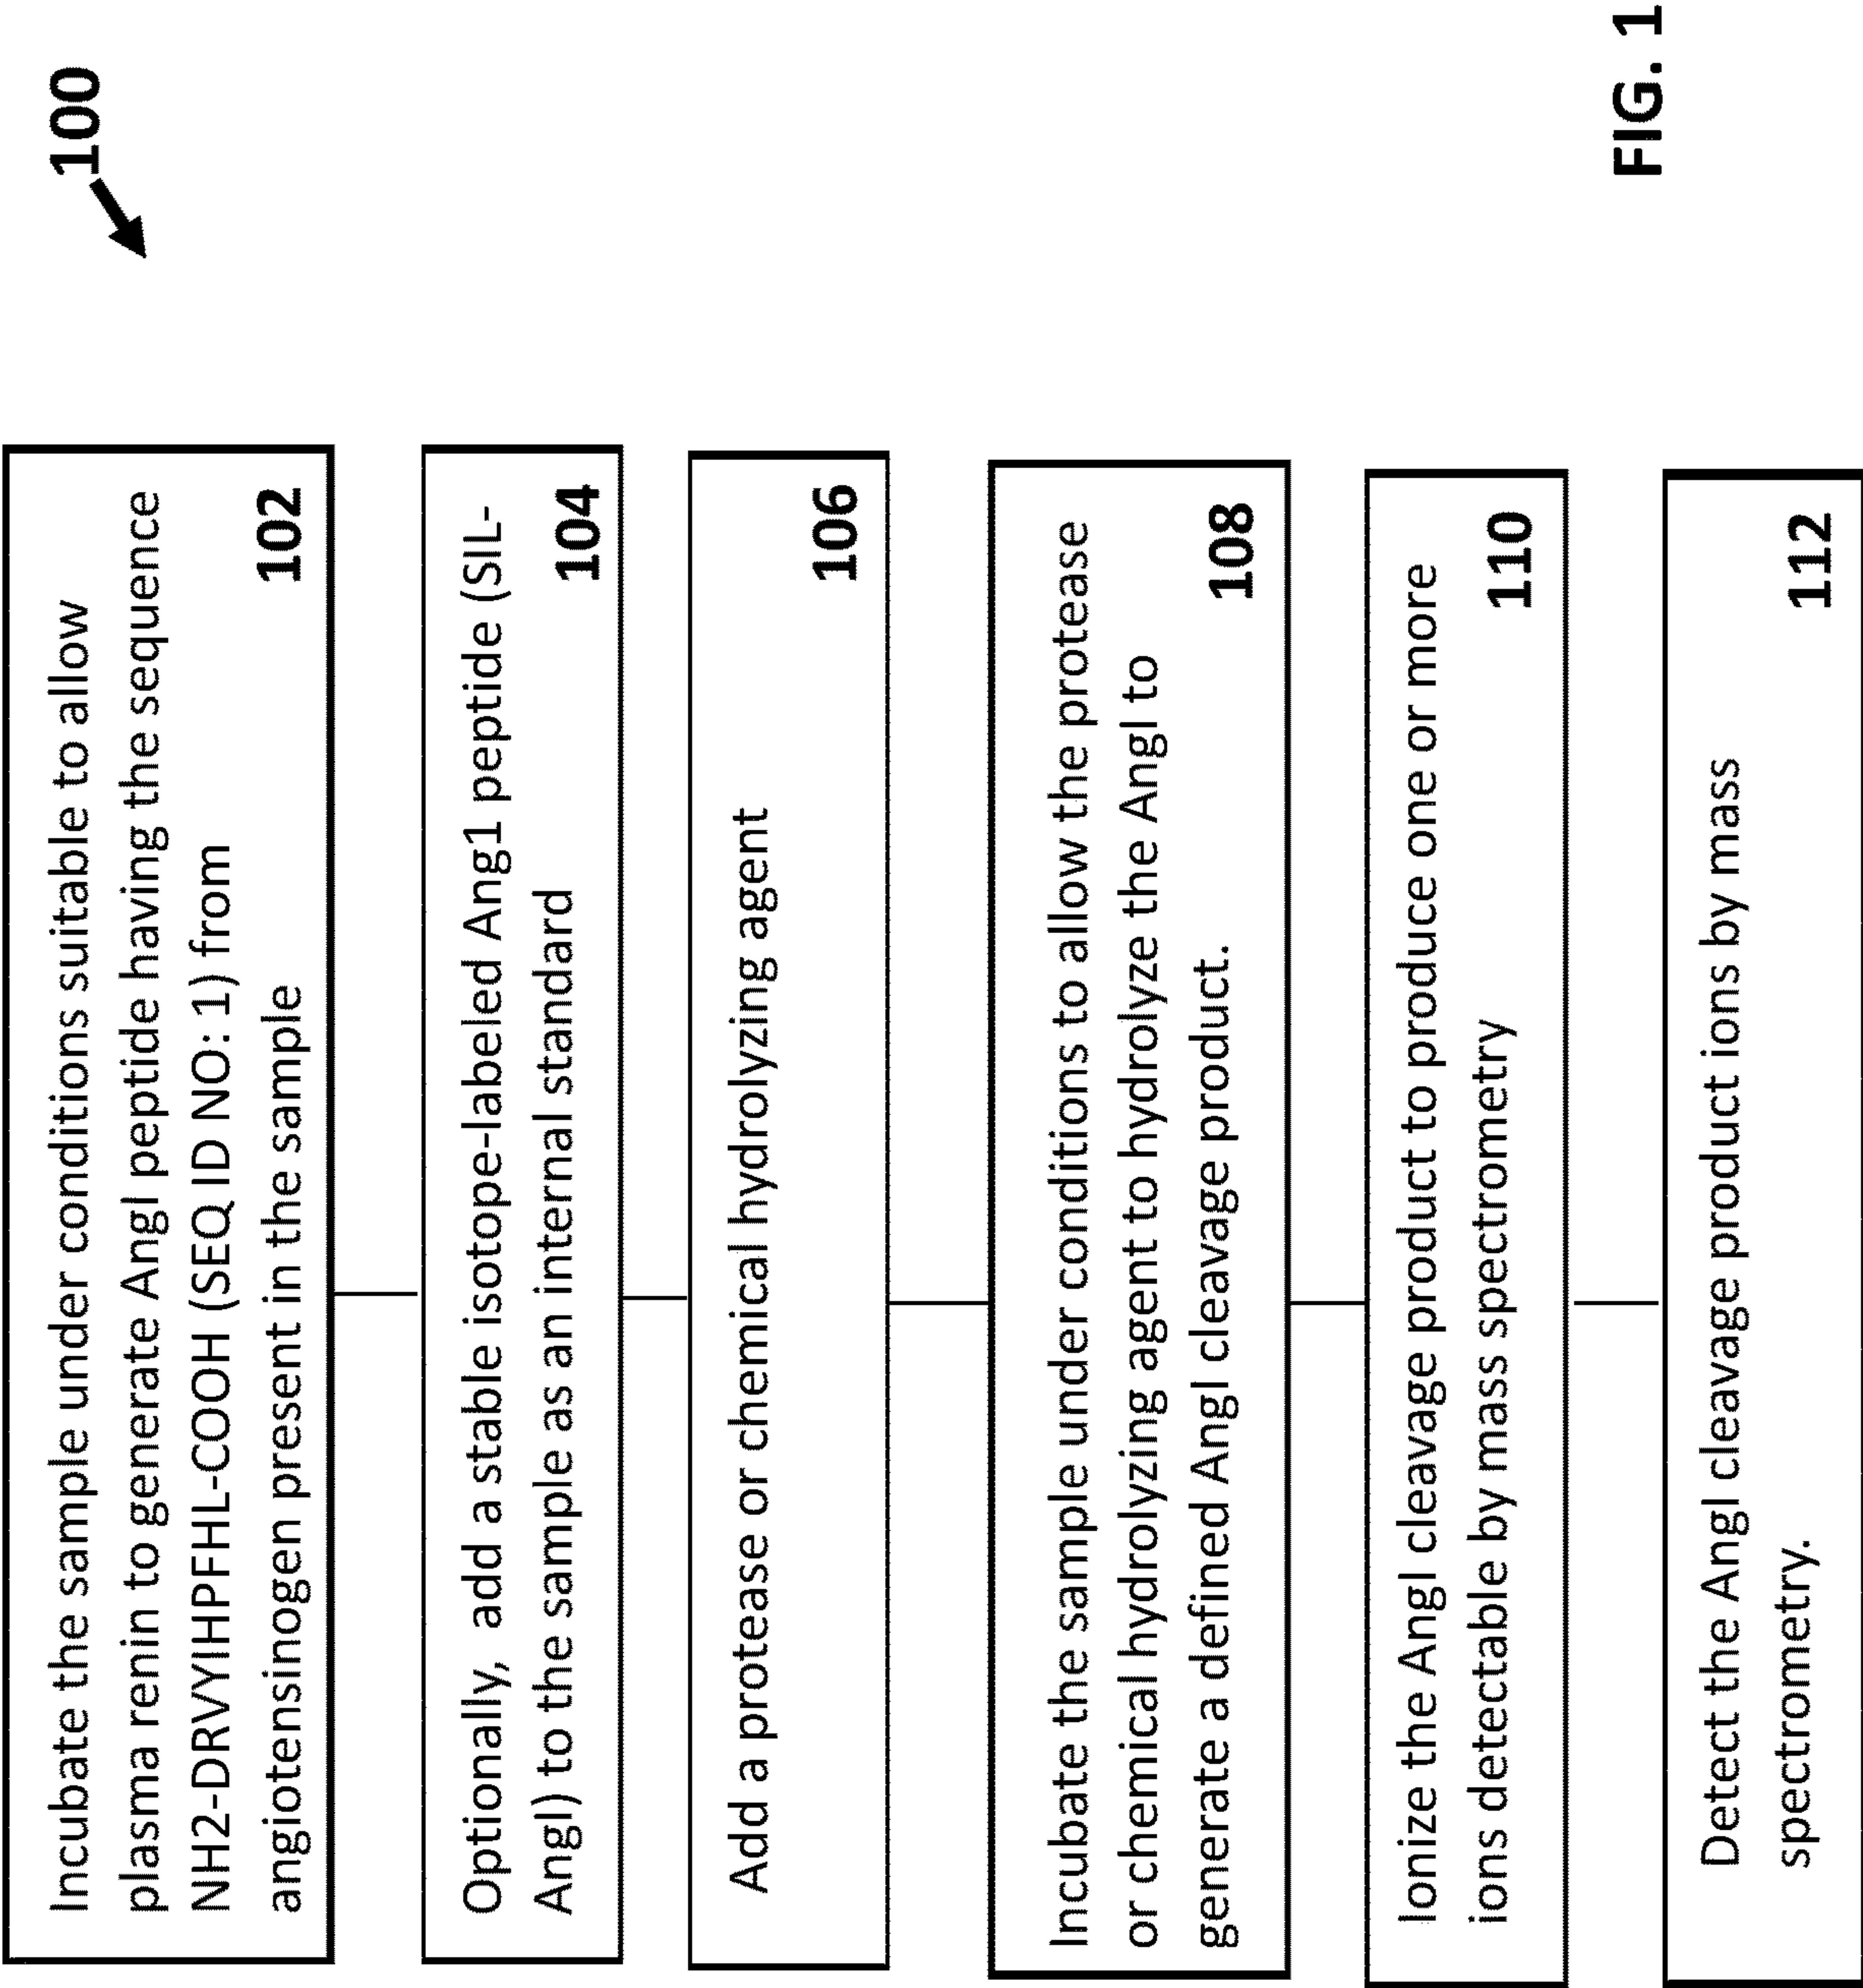 100
Incubate the sample under conditions suitable to allow
plasma renin to generate AngI peptide having the sequence
NH2-DRVYIHPFHL-COOH (SEQ ID NO: 1) from
angiotensinogen present in the sample
102
Optionally, add a stable isotope-labeled Ang1 peptide (SIL-
AngI) to the sample as an internal standard
104
Add a protease or chemical hydrolyzing agent
106
Incubate the sample under conditions to allow the protease
or chemical hydrolyzing agent to hydrolyze the AngI to
generate a defined AngI cleavage product.
108
Ionize the AngI cleavage product to produce one or more
ions detectable by mass spectrometry
110
Detect the AngI cleavage product ions by mass
spectrometry.
112
FIG. 1